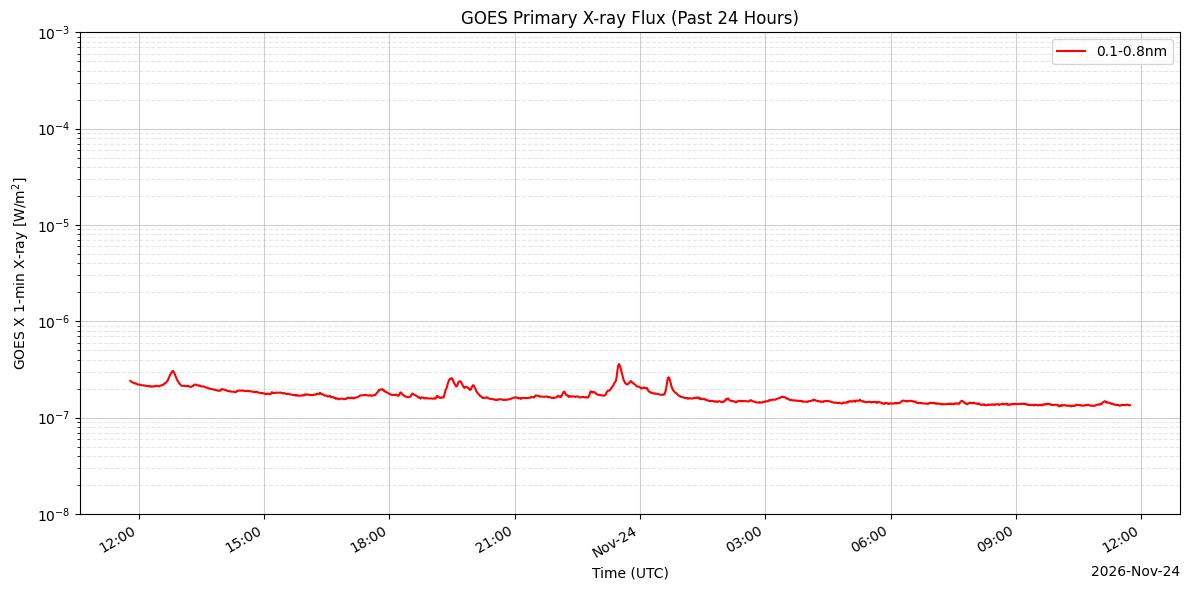 GOES Primary X-ray Flux (Past 24 Hours)
0.1-0.8nm
GOES X 1-min X-ray [W/m²]
10⁻³
10⁻⁴
10⁻⁵
10⁻⁶
10⁻⁷
10⁻⁸
12:00
15:00
18:00
21:00
Nov-24
03:00
06:00
09:00
12:00
Time (UTC)
2026-Nov-24